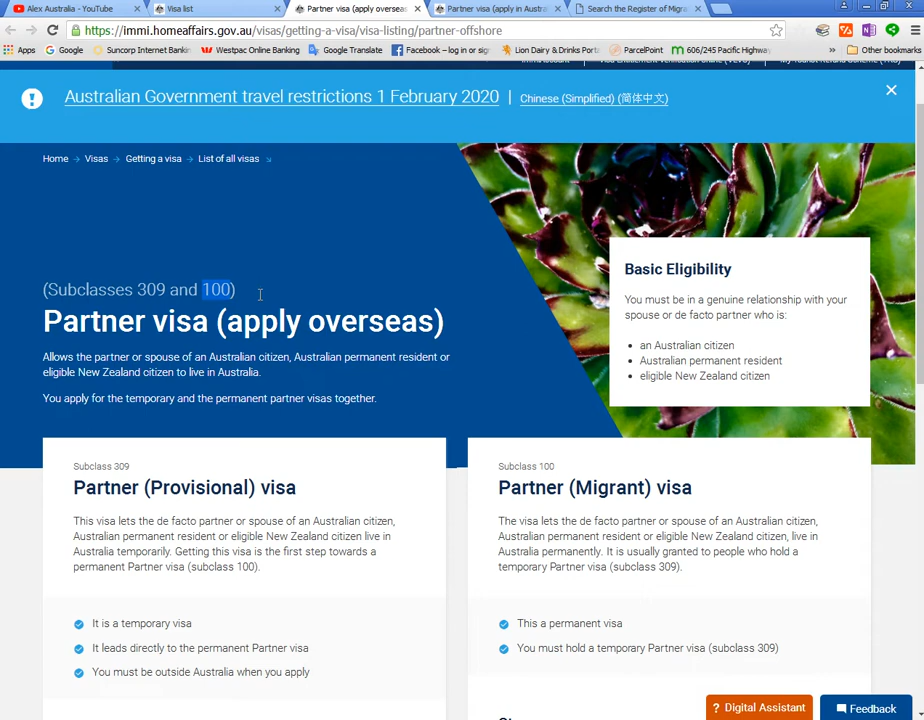 Alex Australia - YouTube
Visa list
Partner visa (apply overseas
Partner visa (apply in Austra
Search the Register of Migra
https://immi.homeaffairs.gov.au/visas/getting-a-visa/visa-listing/partner-offshore
Apps
Google
Suncorp Internet Bank
Westpac Online Banking
Google Translate
Facebook – log in or sig
Lion Dairy & Drinks Port
ParcelPoint
606/245 Pacific Highway
»
Other bookmarks
Australian Government travel restrictions 1 February 2020 | Chinese (Simplified) (简体中文)
Home
Visas
Getting a visa
List of all visas
(Subclasses 309 and 100)
Partner visa (apply overseas)
Allows the partner or spouse of an Australian citizen, Australian permanent resident or
eligible New Zealand citizen to live in Australia.
You apply for the temporary and the permanent partner visas together.
Basic Eligibility
You must be in a genuine relationship with your
spouse or de facto partner who is:
• an Australian citizen
• Australian permanent resident
• eligible New Zealand citizen
Subclass 309
Partner (Provisional) visa
This visa lets the de facto partner or spouse of an Australian citizen,
Australian permanent resident or eligible New Zealand citizen live in
Australia temporarily. Getting this visa is the first step towards a
permanent Partner visa (subclass 100).
It is a temporary visa
It leads directly to the permanent Partner visa
You must be outside Australia when you apply
Subclass 100
Partner (Migrant) visa
The visa lets the de facto partner or spouse of an Australian citizen,
Australian permanent resident or eligible New Zealand citizen, live in
Australia permanently. It is usually granted to people who hold a
temporary Partner visa (subclass 309).
This a permanent visa
You must hold a temporary Partner visa (subclass 309)
? Digital Assistant
Feedback